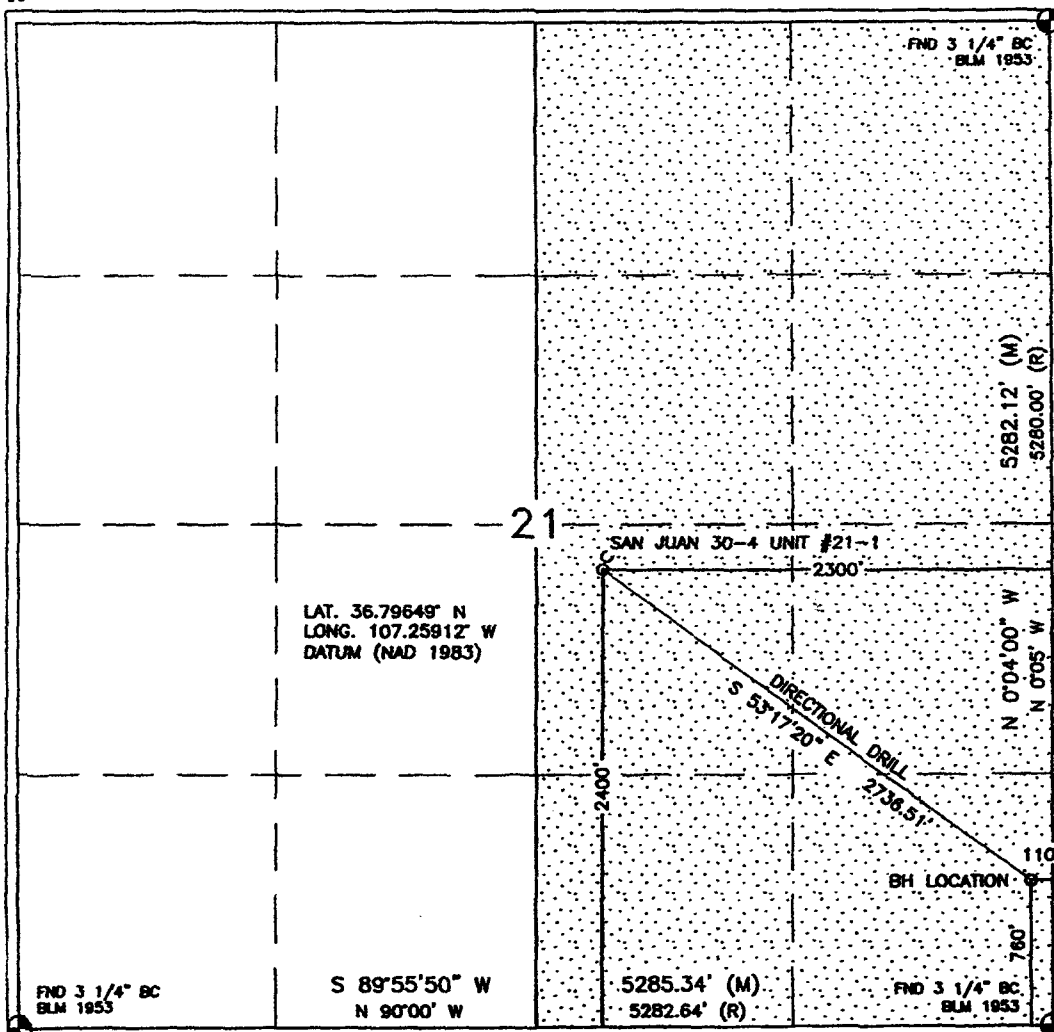 FND 3 1/4" BC
BLM 1953
5282.12' (M)
5280.00' (R)
21
SAN JUAN 30-4 UNIT #21-1
2300'
LAT. 36.79649° N
LONG. 107.25912° W
DATUM (NAD 1983)
N 0°04'00" W
N 0°05' W
DIRECTIONAL DRILL
S 53°17'20" E 2736.51'
2400'
110
BH LOCATION
760'
FND 3 1/4" BC
BLM 1953
S 89°55'50" W
N 90°00' W
5285.34' (M)
5282.64' (R)
FND 3 1/4" BC
BLM 1953